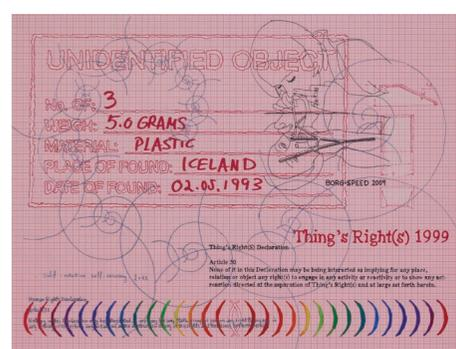 UNIDENTIFIED OBJECT
No. OF: 3
WEIGH: 5.0 GRAMS
MATERIAL: PLASTIC
PLACE OF FOUND: ICELAND
DATE OF FOUND: 02.05.1993
BORG-SPEED 2009
Thing's Right(s) 1999
Thing's Right(s) Declaration
Article 30
None of it in this Declaration may be being interested as implying for any place,
relation or object any right(s) to engage in any activity or reactivity or to show any act-
reaction directed at the separation of Thing's Right(s) and at large set forth herein.